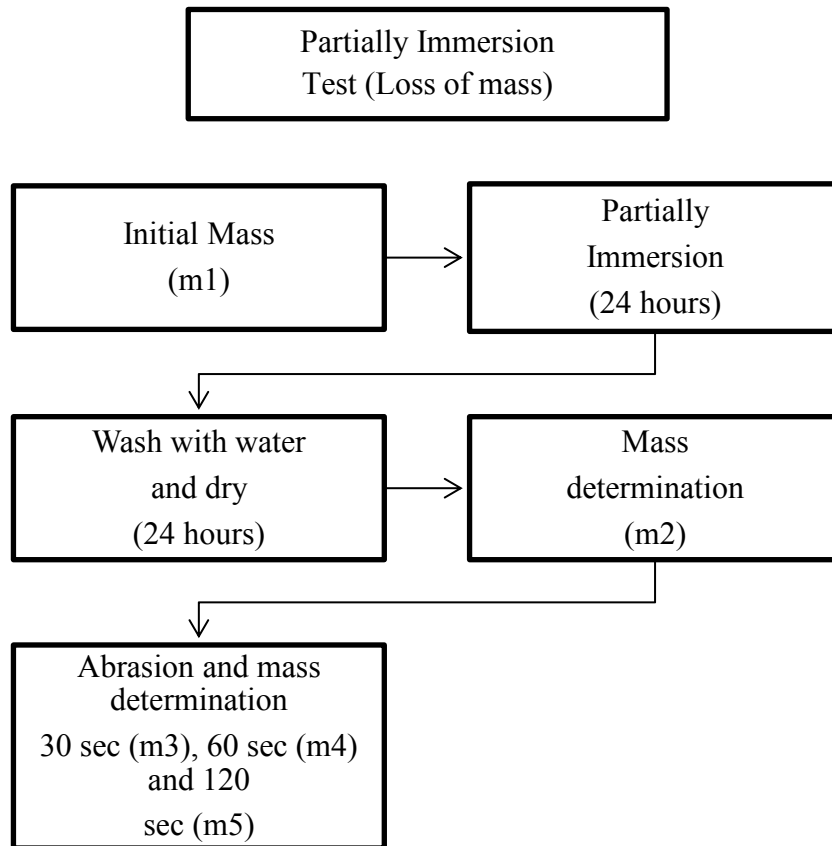 Partially Immersion
Test (Loss of mass)
Initial Mass
(m1)
Partially
Immersion
(24 hours)
Wash with water
and dry
(24 hours)
Mass
determination
(m2)
Abrasion and mass
determination
30 sec (m3), 60 sec (m4)
and 120
sec (m5)